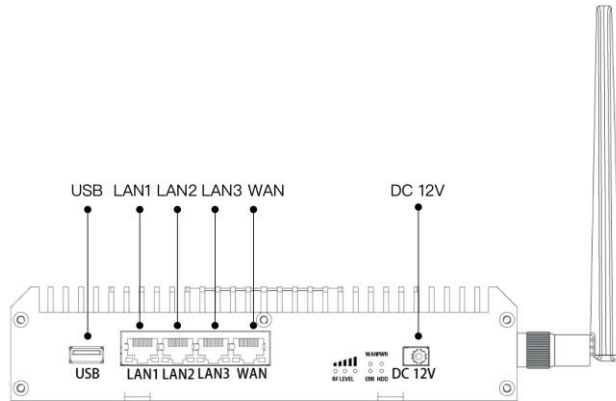 USB LAN1 LAN2 LAN3 WAN DC 12V
WAN PWR
USB LAN1 LAN2 LAN3 WAN RF LEVEL ERR HDD DC 12V